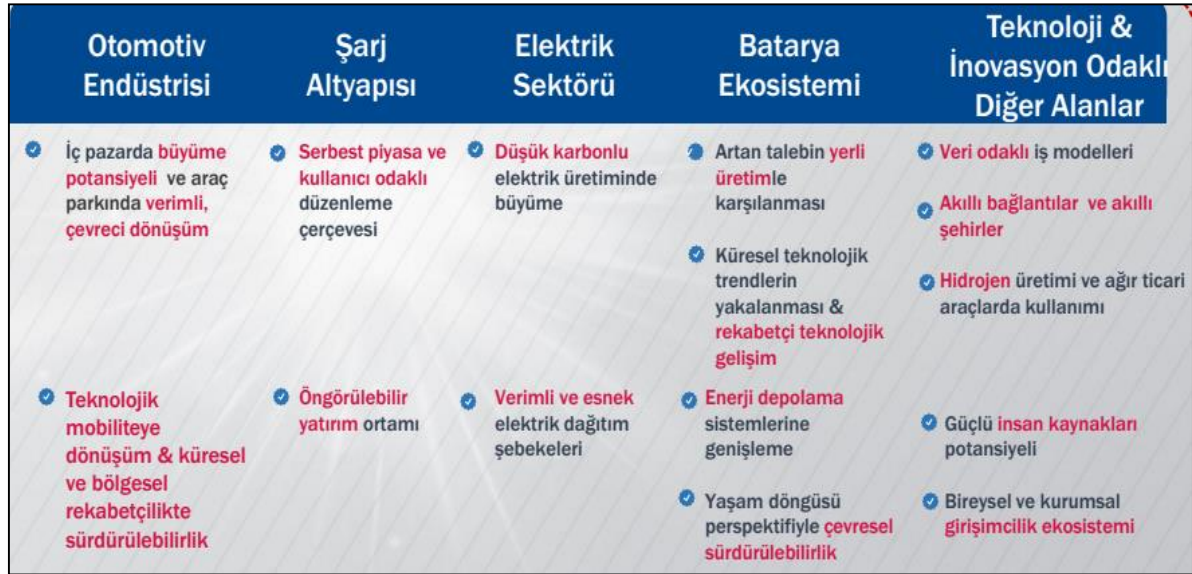 Otomotiv
Endüstrisi
Şarj
Altyapısı
Elektrik
Sektörü
Batarya
Ekosistemi
Teknoloji &
İnovasyon Odaklı
Diğer Alanlar
İç pazarda büyüme
potansiyeli ve araç
parkında verimli,
çevreci dönüşüm
Teknolojik
mobiliteye
dönüşüm & küresel
ve bölgesel
rekabetçilikte
sürdürülebilirlik
Serbest piyasa ve
kullanıcı odaklı
düzenleme
çerçevesi
Öngörülebilir
yatırım ortamı
Düşük karbonlu
elektrik üretiminde
büyüme
Verimli ve esnek
elektrik dağıtım
şebekeleri
Artan talebin yerli
üretimle
karşılanması
Küresel teknolojik
trendlerin
yakalanması &
rekabetçi teknolojik
gelişim
Enerji depolama
sistemlerine
genişleme
Yaşam döngüsü
perspektifiyle çevresel
sürdürülebilirlik
Veri odaklı iş modelleri
Akıllı bağlantılar ve akıllı
şehirler
Hidrojen üretimi ve ağır ticari
araçlarda kullanımı
Güçlü insan kaynakları
potansiyeli
Bireysel ve kurumsal
girişimcilik ekosistemi